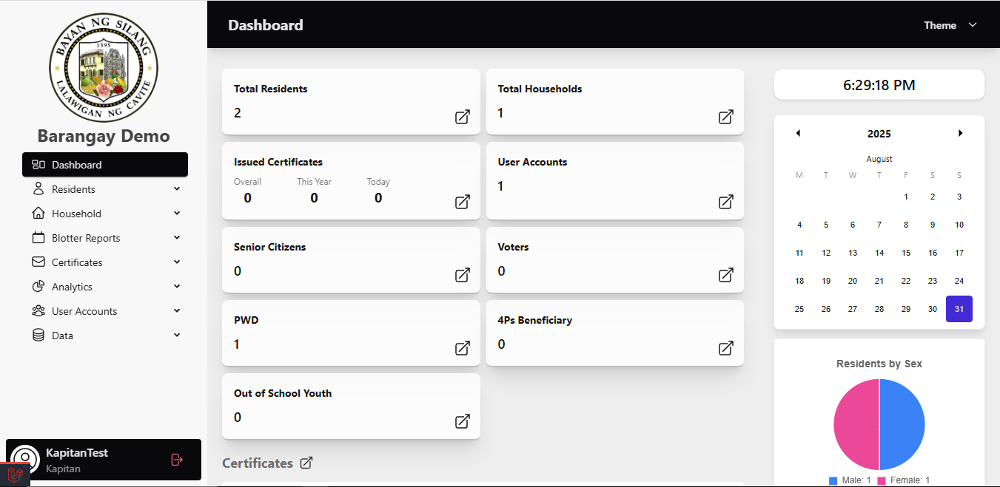 BAYAN NG SILANG
1595
LALAWIGAN NG CAVITE
Barangay Demo
Dashboard
Residents
Household
Blotter Reports
Certificates
Analytics
User Accounts
Data
KapitanTest
Kapitan
Dashboard
Theme
Total Residents
2
Total Households
1
Issued Certificates
Overall This Year Today
0 0 0
User Accounts
1
Senior Citizens
0
Voters
0
PWD
1
4Ps Beneficiary
0
Out of School Youth
0
Certificates
6:29:18 PM
2025
August
M T W T F S S
1 2 3
4 5 6 7 8 9 10
11 12 13 14 15 16 17
18 19 20 21 22 23 24
25 26 27 28 29 30 31
Residents by Sex
Male: 1 Female: 1